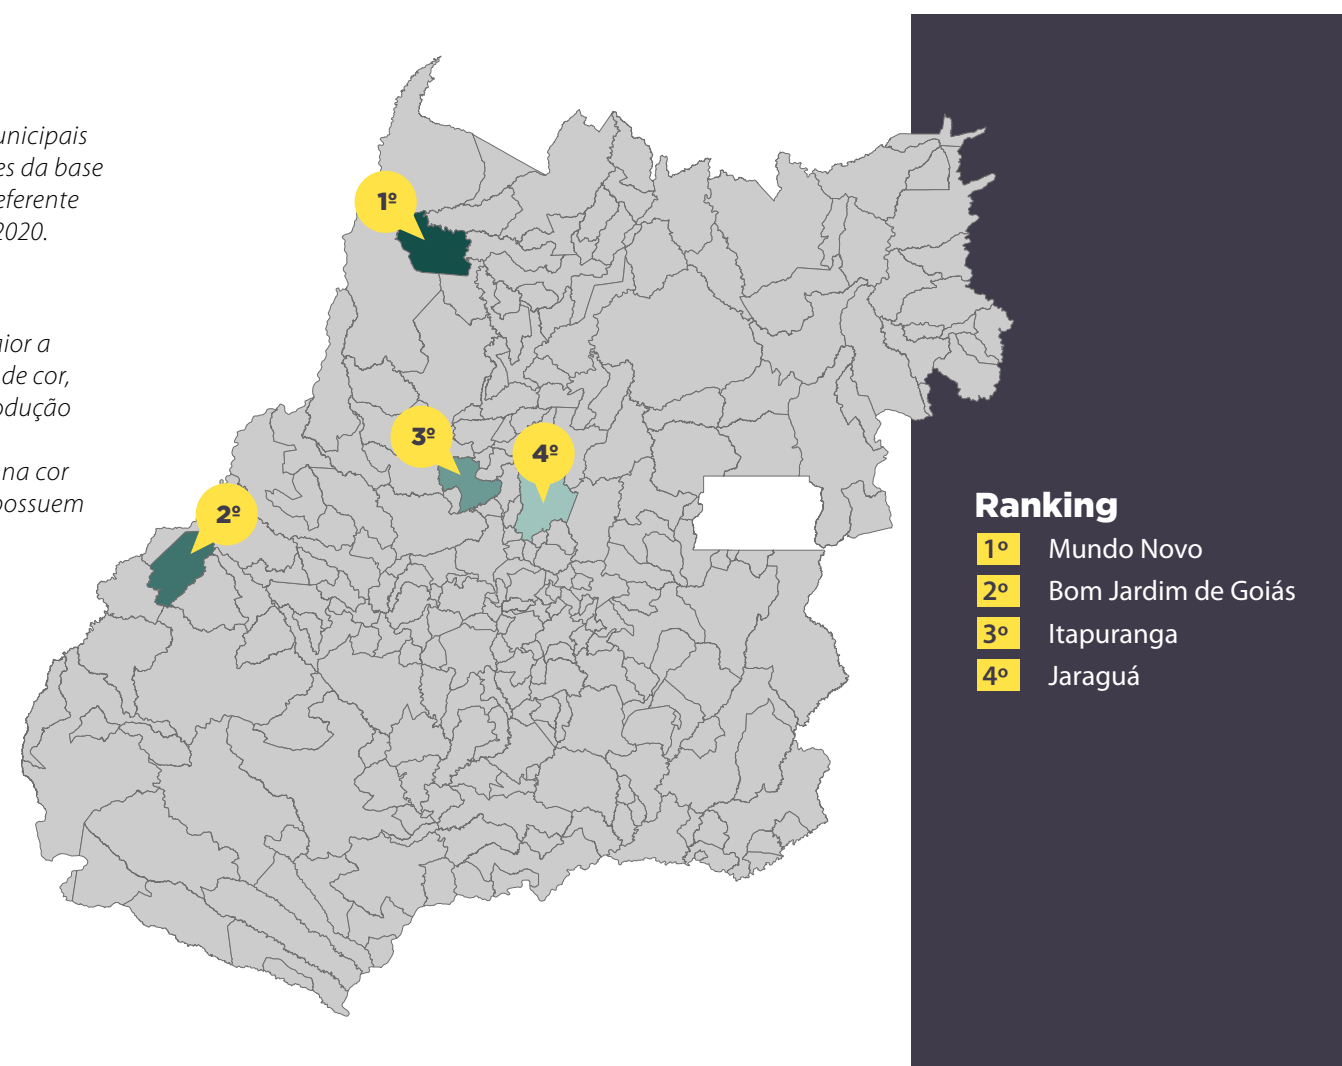 unicipais
es da base
eferente
2020.
ior a
de cor,
odução
na cor
possuem
1º
3º
4º
2º
Ranking
1º Mundo Novo
2º Bom Jardim de Goiás
3º Itapuranga
4º Jaraguá